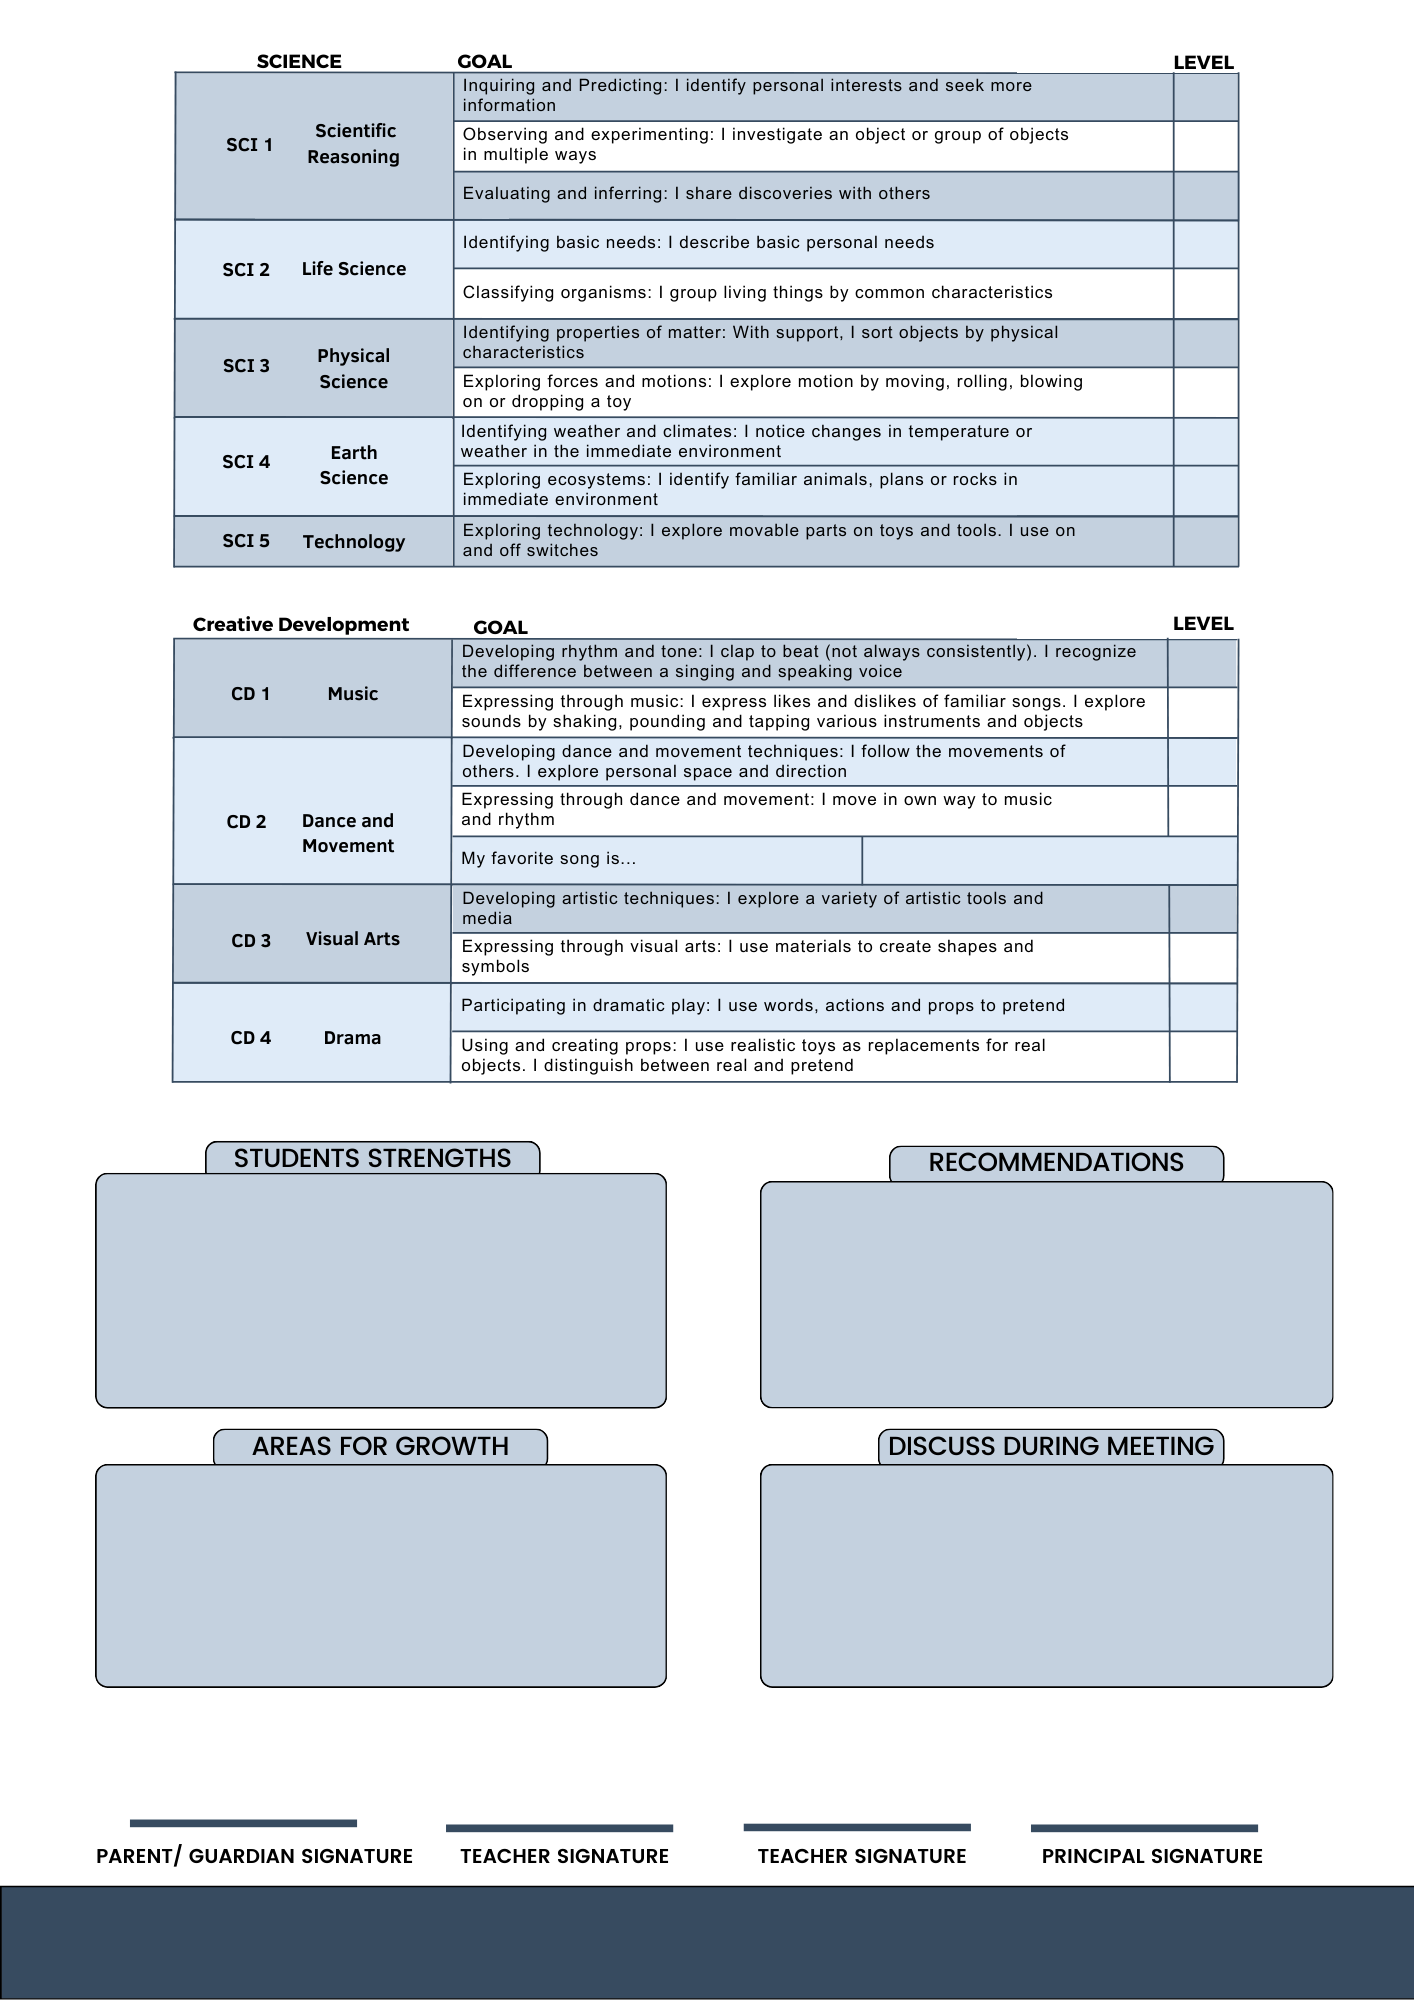 SCIENCE GOAL LEVEL
SCI 1
Scientific
Reasoning
Inquiring and Predicting: I identify personal interests and seek more
information
Observing and experimenting: I investigate an object or group of objects
in multiple ways
Evaluating and inferring: I share discoveries with others
SCI 2 Life Science
Identifying basic needs: I describe basic personal needs
Classifying organisms: I group living things by common characteristics
SCI 3
Physical
Science
Identifying properties of matter: With support, I sort objects by physical
characteristics
Exploring forces and motions: I explore motion by moving, rolling, blowing
on or dropping a toy
SCI 4
Earth
Science
Identifying weather and climates: I notice changes in temperature or
weather in the immediate environment
Exploring ecosystems: I identify familiar animals, plans or rocks in
immediate environment
SCI 5 Technology
Exploring technology: I explore movable parts on toys and tools. I use on
and off switches
Creative Development GOAL LEVEL
CD 1 Music
Developing rhythm and tone: I clap to beat (not always consistently). I recognize
the difference between a singing and speaking voice
Expressing through music: I express likes and dislikes of familiar songs. I explore
sounds by shaking, pounding and tapping various instruments and objects
CD 2
Dance and
Movement
Developing dance and movement techniques: I follow the movements of
others. I explore personal space and direction
Expressing through dance and movement: I move in own way to music
and rhythm
My favorite song is...
CD 3 Visual Arts
Developing artistic techniques: I explore a variety of artistic tools and
media
Expressing through visual arts: I use materials to create shapes and
symbols
CD 4 Drama
Participating in dramatic play: I use words, actions and props to pretend
Using and creating props: I use realistic toys as replacements for real
objects. I distinguish between real and pretend
STUDENTS STRENGTHS
RECOMMENDATIONS
AREAS FOR GROWTH
DISCUSS DURING MEETING
PARENT/ GUARDIAN SIGNATURE
TEACHER SIGNATURE
TEACHER SIGNATURE
PRINCIPAL SIGNATURE